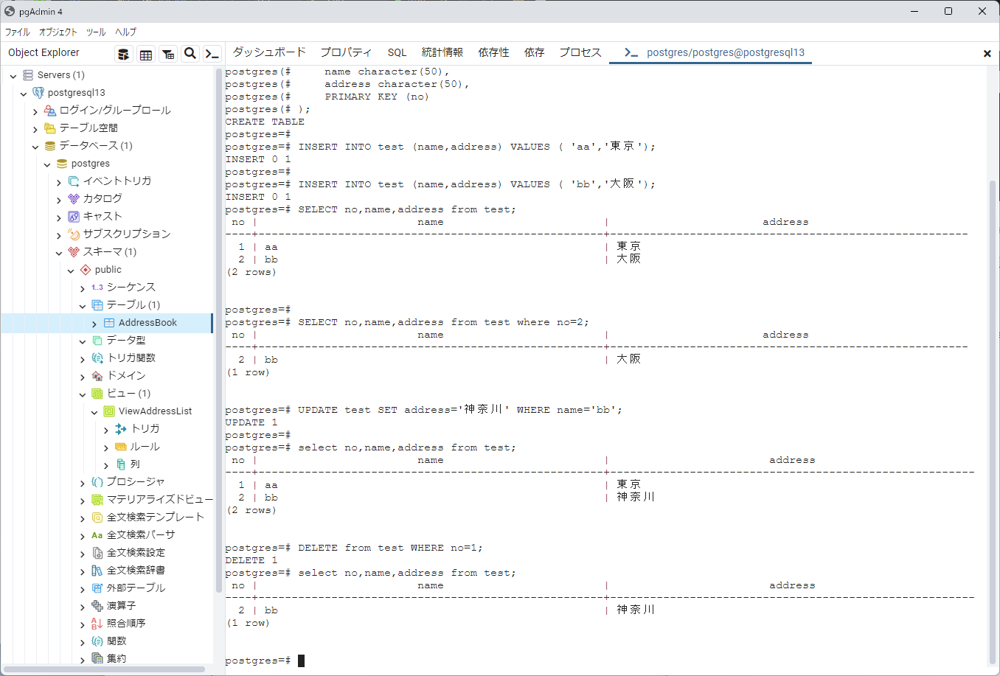 pgAdmin 4
ファイル オブジェクト ツール ヘルプ
Object Explorer
ダッシュボード プロパティ SQL 統計情報 依存性 依存 プロセス postgres/postgres@postgresql13
Servers (1)
postgresql13
ログイン/グループロール
テーブル空間
データベース (1)
postgres
イベントトリガ
カタログ
キャスト
サブスクリプション
スキーマ (1)
public
1..3 シーケンス
テーブル (1)
AddressBook
データ型
トリガ関数
ドメイン
ビュー (1)
ViewAddressList
トリガ
ルール
列
プロシージャ
マテリアライズドビュー
全文検索テンプレート
Aa 全文検索パーサ
全文検索設定
全文検索辞書
外部テーブル
演算子
照合順序
関数
集約
postgres(#     name character(50),
postgres(#     address character(50),
postgres(#     PRIMARY KEY (no)
postgres(# );
CREATE TABLE
postgres=#
postgres=# INSERT INTO test (name,address) VALUES ( 'aa','東京');
INSERT 0 1
postgres=#
postgres=# INSERT INTO test (name,address) VALUES ( 'bb','大阪');
INSERT 0 1
postgres=# SELECT no,name,address from test;
no | name | address
----+----------------------------------------------------+------------------------------------------------------
1 | aa | 東京
2 | bb | 大阪
(2 rows)
postgres=#
postgres=# SELECT no,name,address from test where no=2;
no | name | address
----+----------------------------------------------------+------------------------------------------------------
2 | bb | 大阪
(1 row)
postgres=# UPDATE test SET address='神奈川' WHERE name='bb';
UPDATE 1
postgres=#
postgres=# select no,name,address from test;
no | name | address
----+----------------------------------------------------+-------------------------------------------------------
1 | aa | 東京
2 | bb | 神奈川
(2 rows)
postgres=# DELETE from test WHERE no=1;
DELETE 1
postgres=# select no,name,address from test;
no | name | address
----+----------------------------------------------------+-------------------------------------------------------
2 | bb | 神奈川
(1 row)
postgres=#